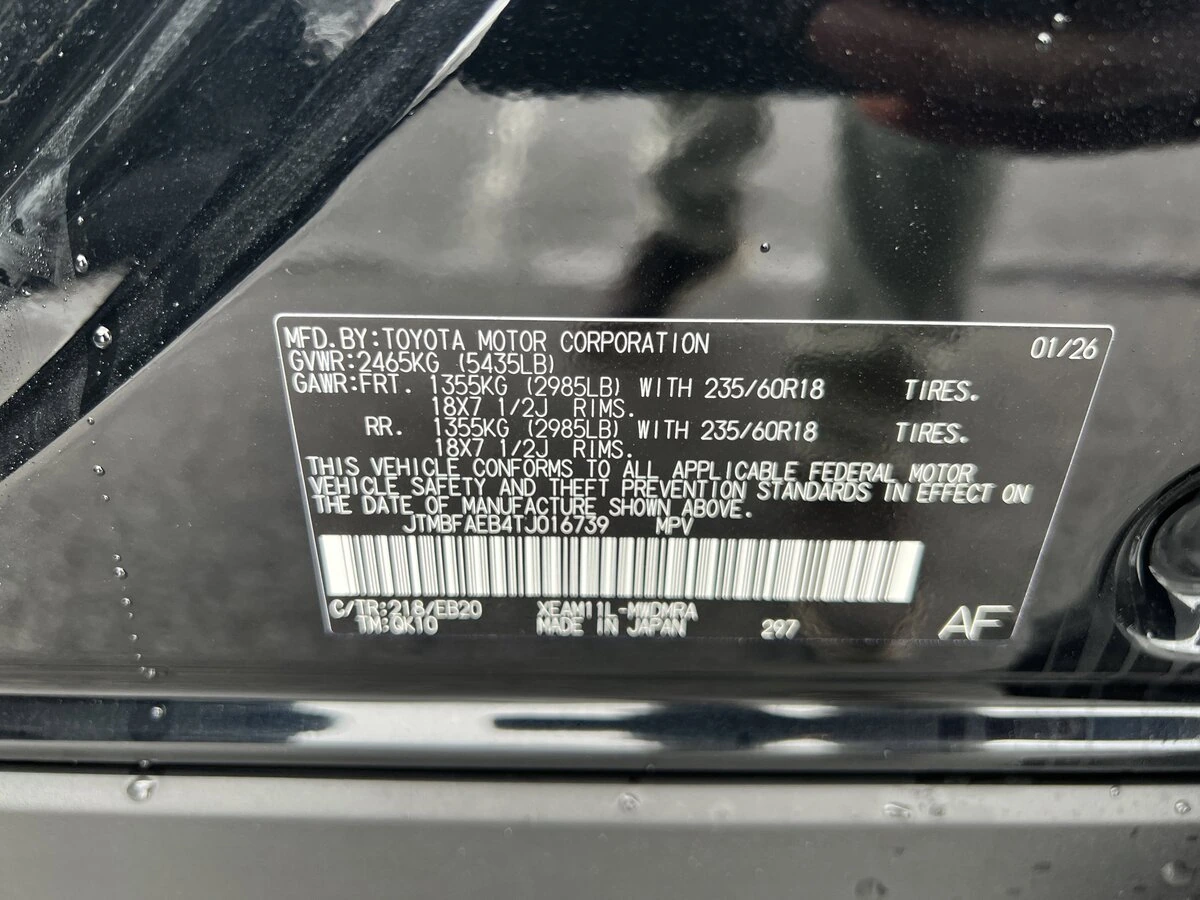 MFD. BY: TOYOTA MOTOR CORPORATION 01/26
GVWR: 2465KG (5435LB)
GAWR: FRT. 1355KG (2985LB) WITH 235/60R18 TIRES.
18X7 1/2J RIMS.
RR. 1355KG (2985LB) WITH 235/60R18 TIRES.
18X7 1/2J RIMS.
THIS VEHICLE CONFORMS TO ALL APPLICABLE FEDERAL MOTOR
VEHICLE SAFETY AND THEFT PREVENTION STANDARDS IN EFFECT ON
THE DATE OF MANUFACTURE SHOWN ABOVE.
JTMBFAEB4TJ016739 MPV
C/TR: 218/EB20 XEAM11L-MWDMRA
TM: QK10 MADE IN JAPAN 297 AF